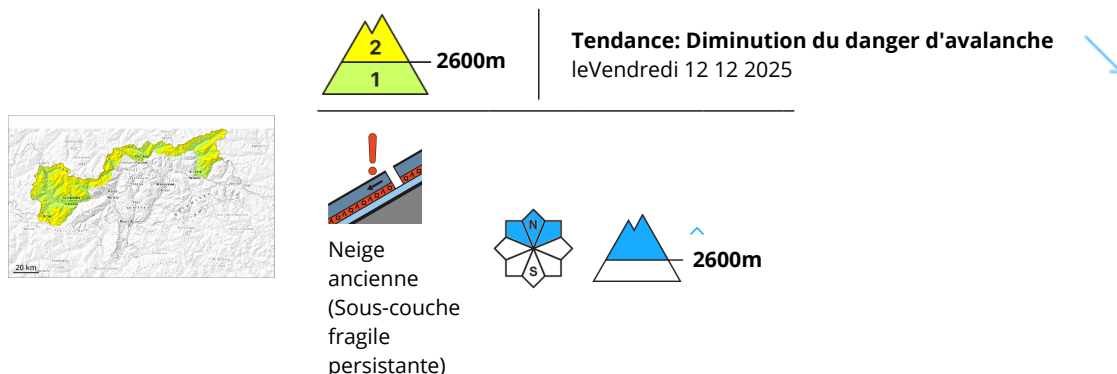 2
1
2600m
Tendance: Diminution du danger d'avalanche
leVendredi 12 12 2025
20 km
Neige
ancienne
(Sous-couche
fragile
persistante)
N
S
2600m